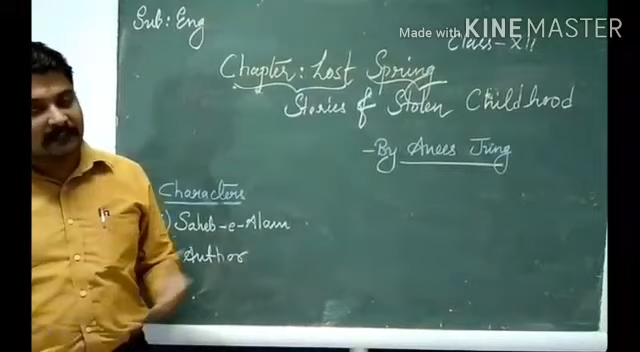 Made with KINEMASTER
Sub: Eng
Class-XII
Chapter: Lost Spring
Stories of Stolen Childhood
-By Anees Jung
Characters
i) Saheb-e-Alam
Author